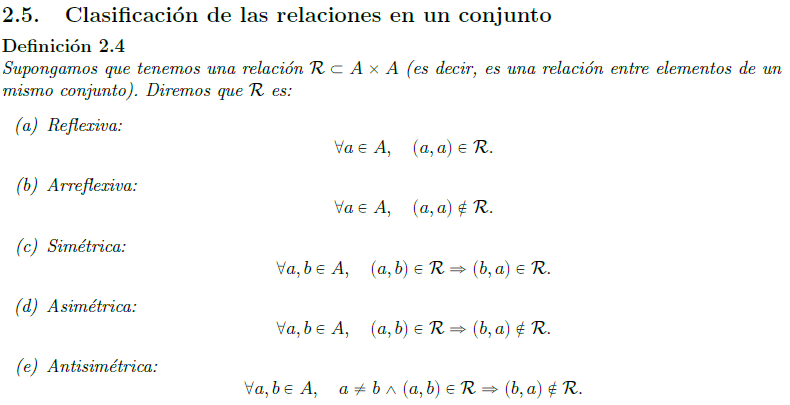 2.5. Clasificación de las relaciones en un conjunto
Definición 2.4
Supongamos que tenemos una relación ℛ ⊂ A × A (es decir, es una relación entre elementos de un
mismo conjunto). Diremos que ℛ es:
(a) Reflexiva:
∀a ∈ A, (a, a) ∈ ℛ.
(b) Arreflexiva:
∀a ∈ A, (a, a) ∉ ℛ.
(c) Simétrica:
∀a, b ∈ A, (a, b) ∈ ℛ ⇒ (b, a) ∈ ℛ.
(d) Asimétrica:
∀a, b ∈ A, (a, b) ∈ ℛ ⇒ (b, a) ∉ ℛ.
(e) Antisimétrica:
∀a, b ∈ A, a ≠ b ∧ (a, b) ∈ ℛ ⇒ (b, a) ∉ ℛ.